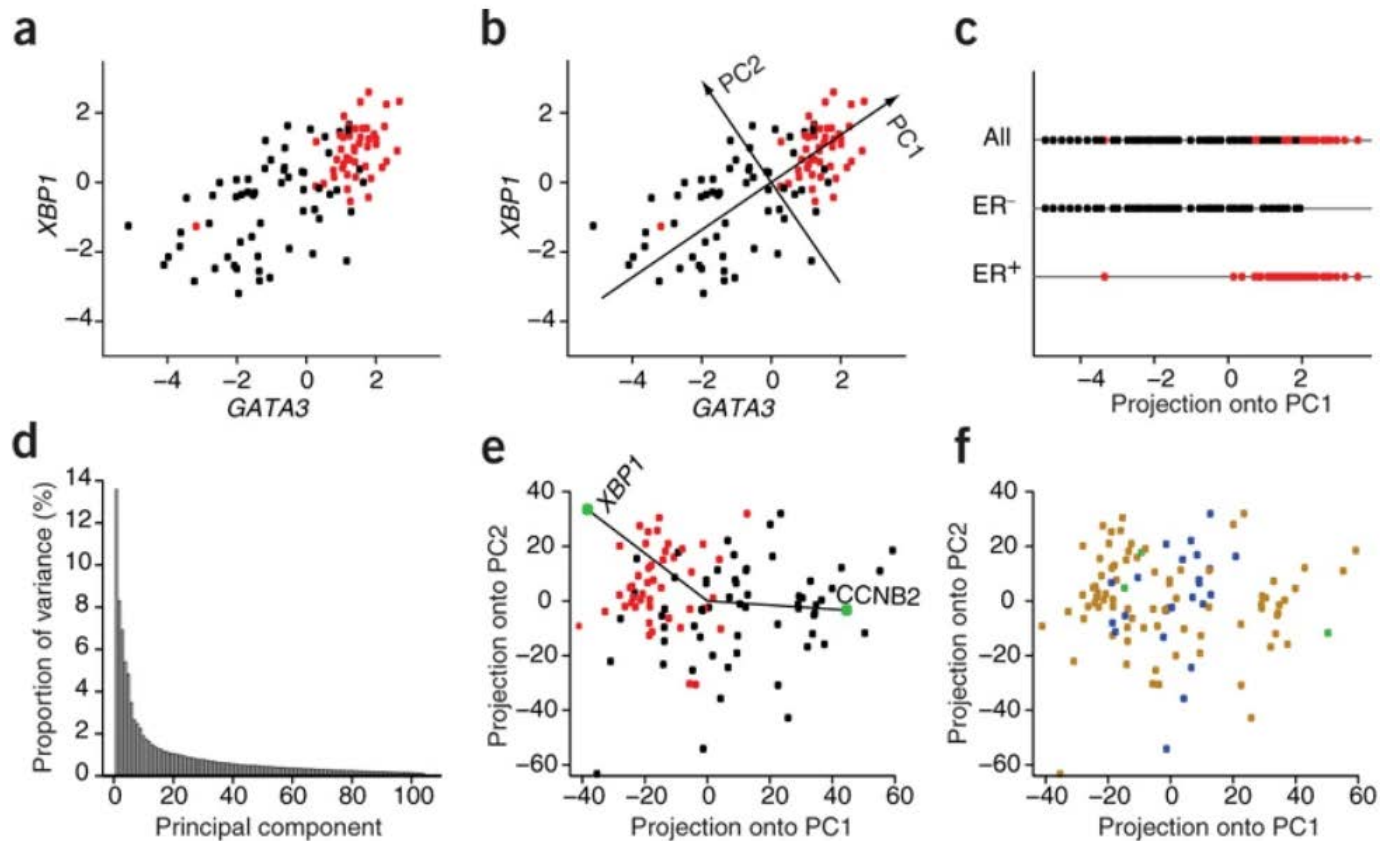 a
XBP1
2
0
−2
−4
−4 −2 0 2
GATA3
b
XBP1
2
0
−2
−4
PC2
PC1
−4 −2 0 2
GATA3
c
All
ER−
ER+
−4 −2 0 2
Projection onto PC1
d
Proportion of variance (%)
14
12
10
8
6
4
2
0
0 20 40 60 80 100
Principal component
e
Projection onto PC2
40
20
0
−20
−40
−60
XBP1
CCNB2
−40 −20 0 20 40 60
Projection onto PC1
f
Projection onto PC2
40
20
0
−20
−40
−60
−40 −20 0 20 40 60
Projection onto PC1